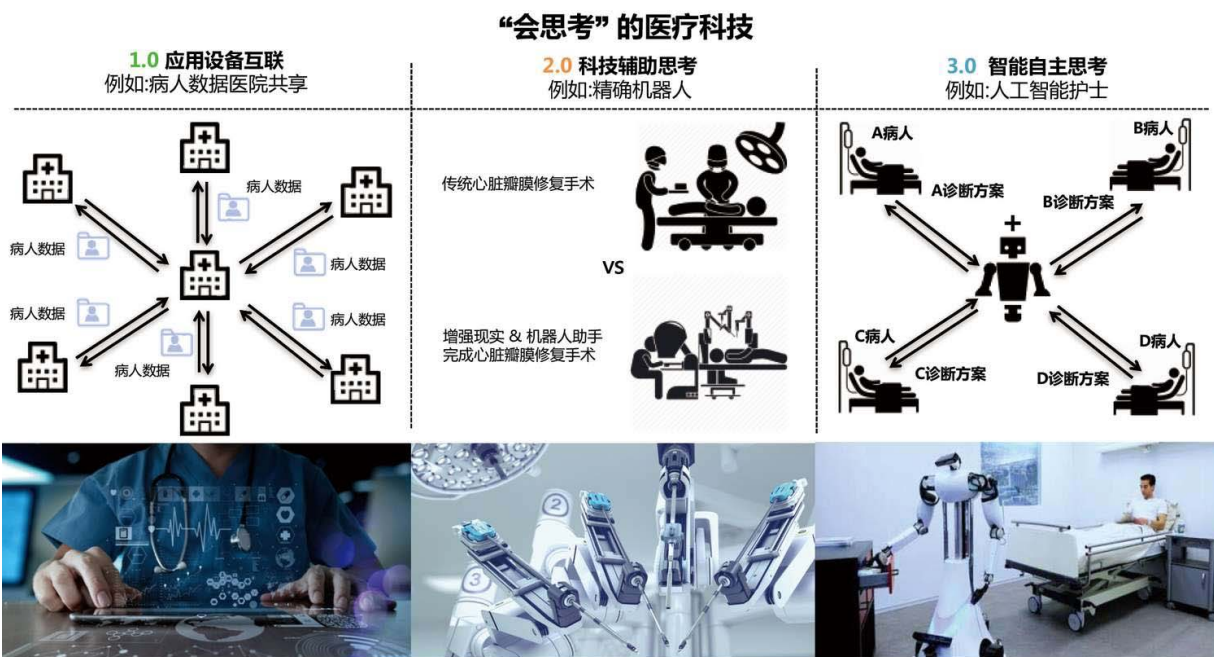 “会思考” 的医疗科技
1.0 应用设备互联
例如:病人数据医院共享
病人数据
病人数据
病人数据
病人数据
病人数据
病人数据
2.0 科技辅助思考
例如:精确机器人
传统心脏瓣膜修复手术
VS
增强现实 & 机器人助手
完成心脏瓣膜修复手术
3.0 智能自主思考
例如:人工智能护士
A病人
B病人
A诊断方案
B诊断方案
C病人
D病人
C诊断方案
D诊断方案
2
3